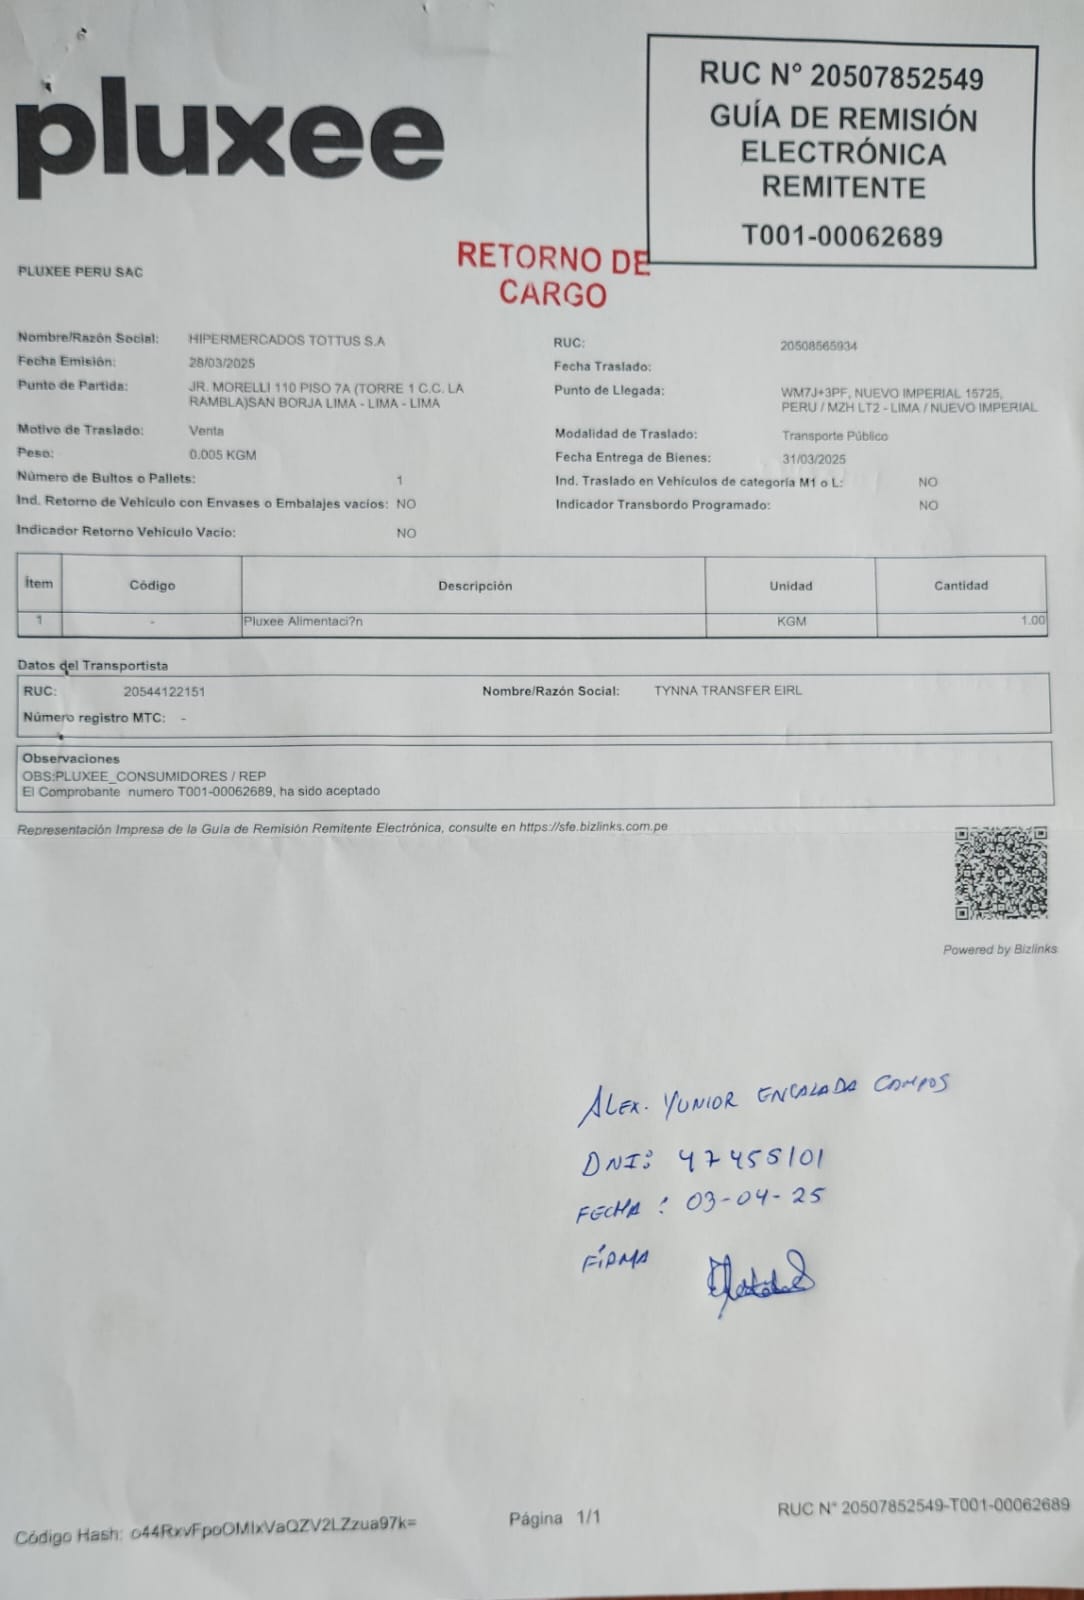 pluxee
RUC N° 20507852549
GUÍA DE REMISIÓN
ELECTRÓNICA
REMITENTE
T001-00062689
RETORNO DE
CARGO
PLUXEE PERU SAC
Nombre/Razón Social: HIPERMERCADOS TOTTUS S.A
RUC: 20508565934
Fecha Emisión: 28/03/2025
Fecha Traslado:
Punto de Partida: JR. MORELLI 110 PISO 7A (TORRE 1 C.C. LA
RAMBLA)SAN BORJA LIMA - LIMA - LIMA
Punto de Llegada: WM7J+3PF, NUEVO IMPERIAL 15725,
PERU / MZH LT2 - LIMA / NUEVO IMPERIAL
Motivo de Traslado: Venta
Modalidad de Traslado: Transporte Público
Peso: 0.005 KGM
Fecha Entrega de Bienes: 31/03/2025
Número de Bultos o Pallets: 1
Ind. Traslado en Vehículos de categoría M1 o L: NO
Ind. Retorno de Vehículo con Envases o Embalajes vacíos: NO
Indicador Transbordo Programado: NO
Indicador Retorno Vehículo Vacío: NO
Ítem Código Descripción Unidad Cantidad
1 - Pluxee Alimentaci?n KGM 1.00
Datos del Transportista
RUC: 20544122151 Nombre/Razón Social: TYNNA TRANSFER EIRL
Número registro MTC: -
Observaciones
OBS:PLUXEE_CONSUMIDORES / REP
El Comprobante numero T001-00062689, ha sido aceptado
Representación Impresa de la Guía de Remisión Remitente Electrónica, consulte en https://sfe.bizlinks.com.pe
Powered by Bizlinks
ALEX. YUNIOR ENCALADA CAMPOS
DNI: 47455101
FECHA: 03-04-25
FÍRMA
Código Hash: o44RxvFpoOMIxVaQZV2LZzua97k=
Página 1/1
RUC N° 20507852549-T001-00062689